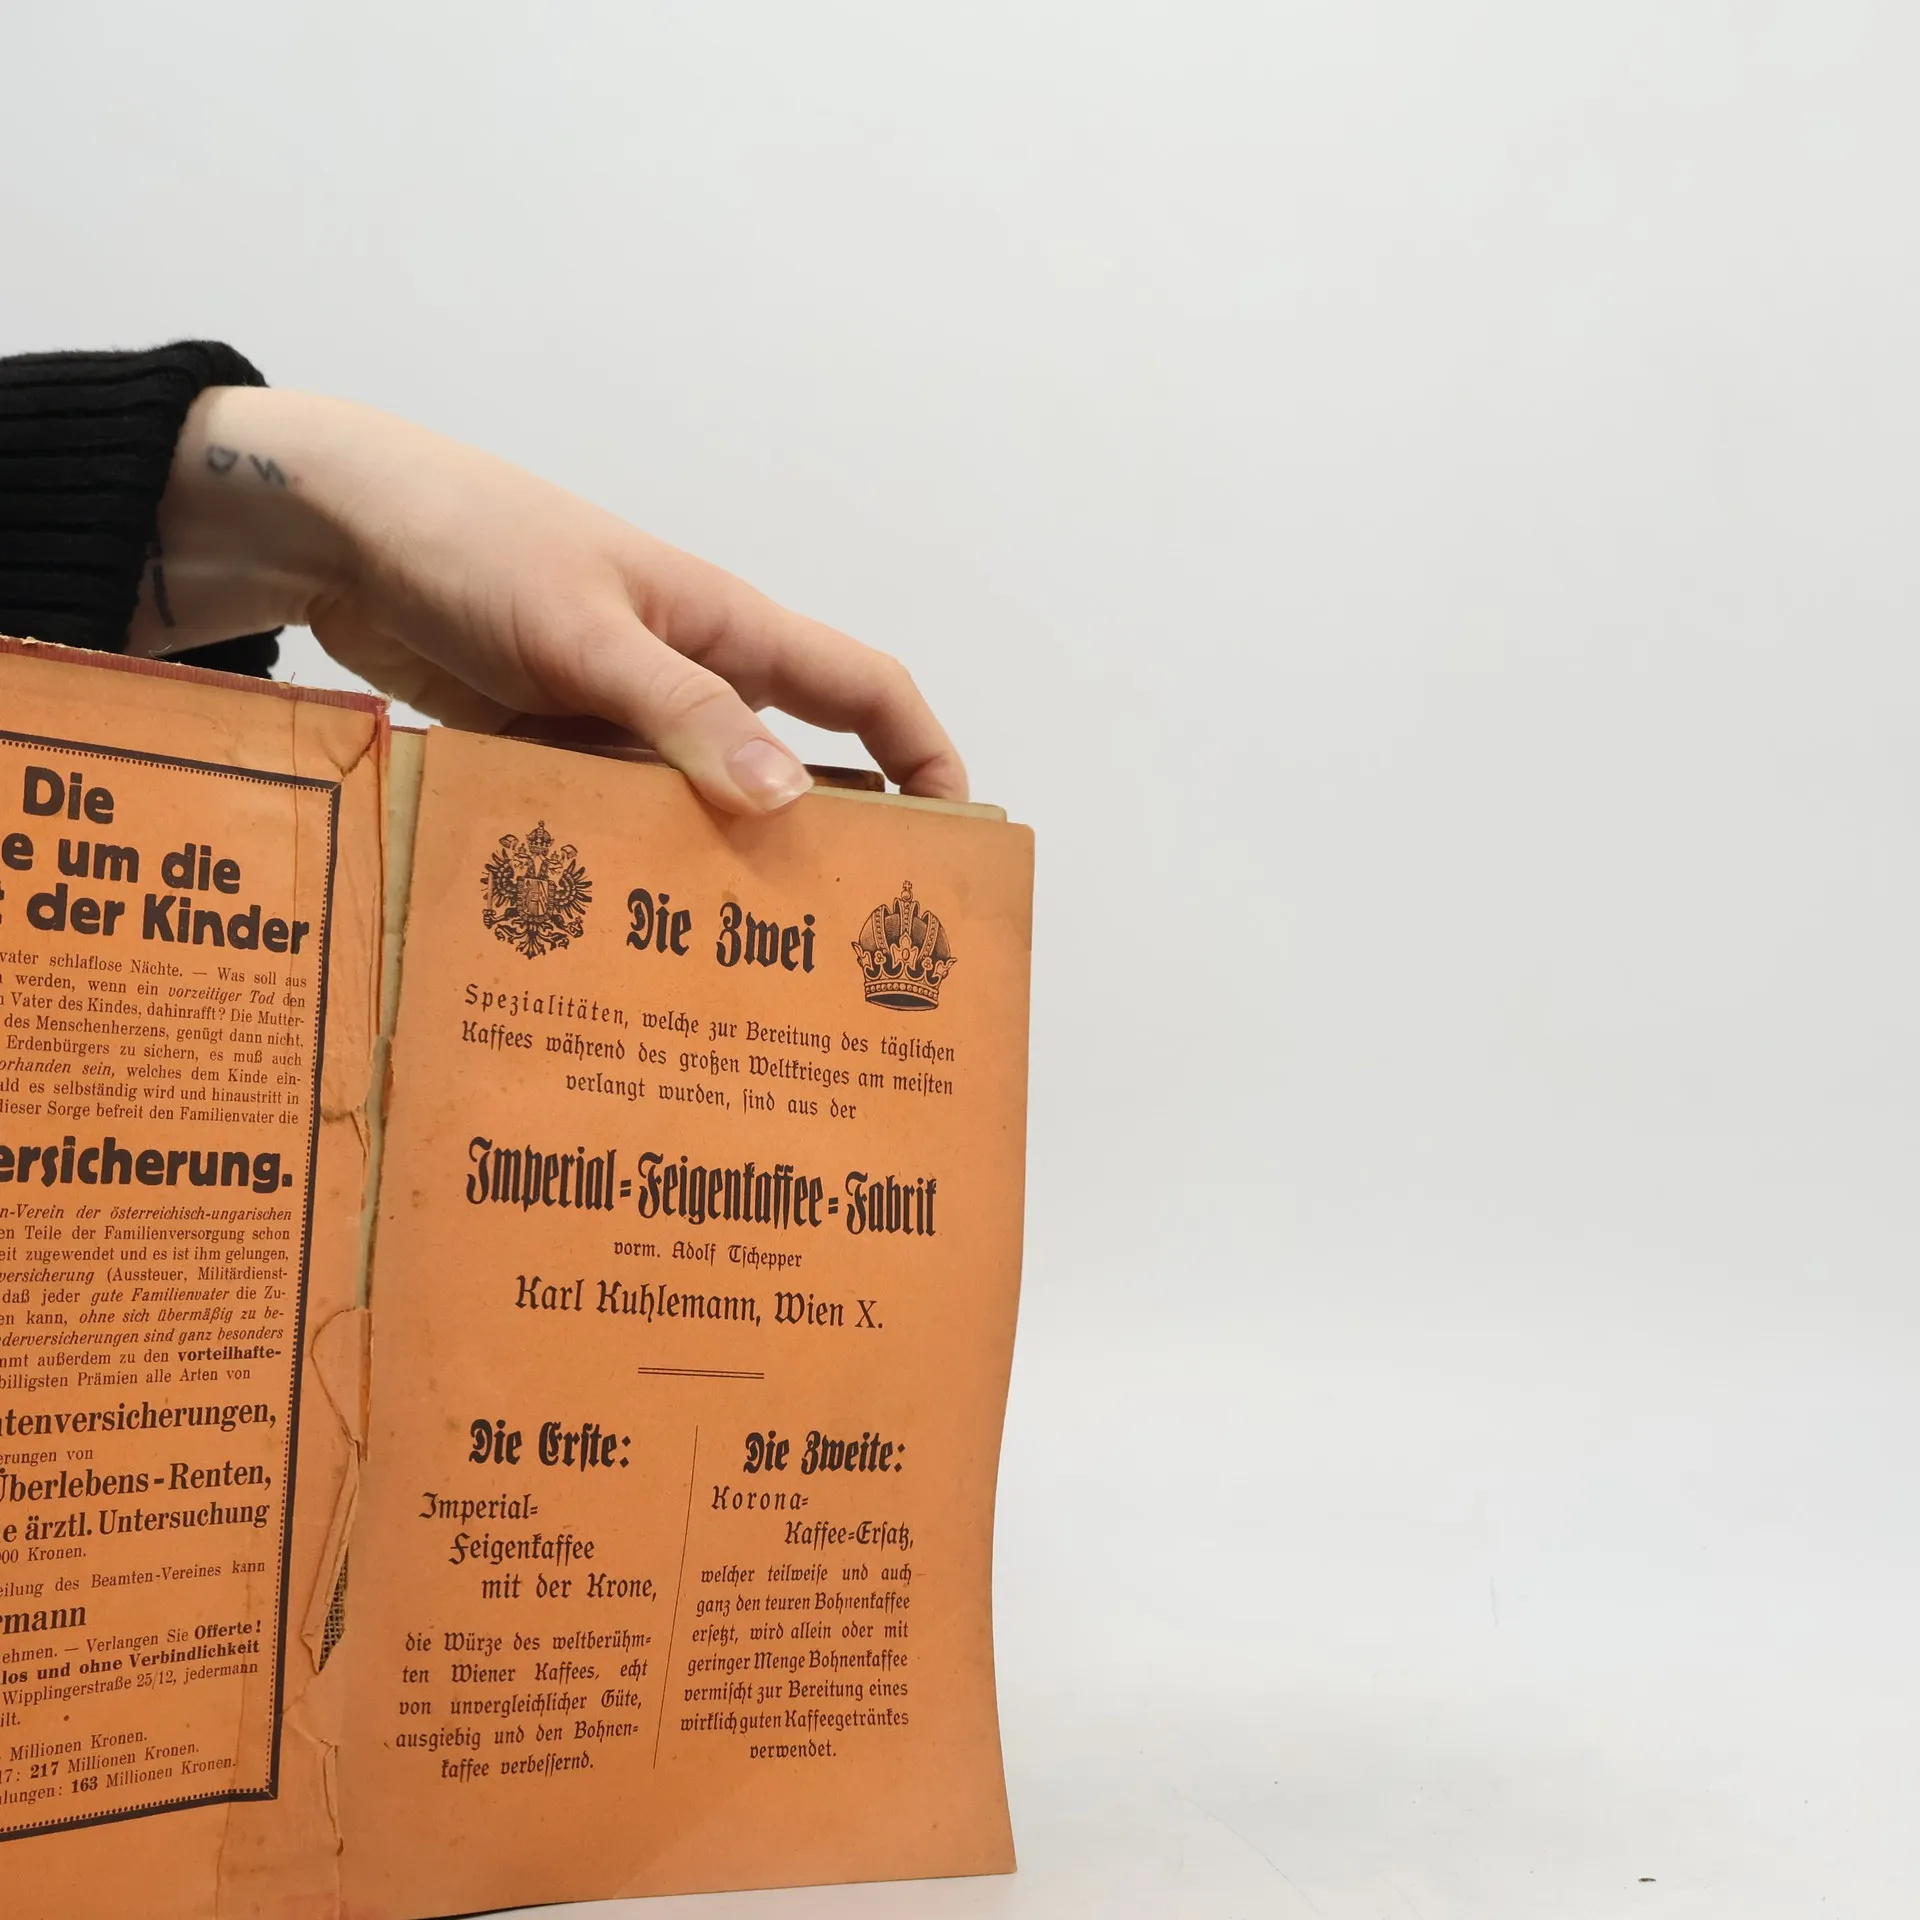 Die
e um die
der Kinder
vater schlaflose Nächte. — Was soll aus
werden, wenn ein vorzeitiger Tod den
Vater des Kindes, dahinrafft? Die Mutter-
des Menschenherzens, genügt dann nicht,
Erdenbürgers zu sichern, es muß auch
orhanden sein, welches dem Kinde ein-
ald es selbständig wird und hinaustritt in
dieser Sorge befreit den Familienvater die
ersicherung.
n-Verein der österreichisch-ungarischen
en Teile der Familienversorgung schon
eit zugewendet und es ist ihm gelungen,
versicherung (Aussteuer, Militärdienst-
daß jeder gute Familienvater die Zu-
en kann, ohne sich übermäßig zu be-
derversicherungen sind ganz besonders
mmt außerdem zu den vorteilhafte-
billigsten Prämien alle Arten von
ntenversicherungen,
erungen von
Überlebens-Renten,
e ärztl. Untersuchung
000 Kronen.
eilung des Beamten-Vereines kann
rmann
ehmen. — Verlangen Sie Offerte!
los und ohne Verbindlichkeit
Wipplingerstraße 25/12, jedermann
ilt.
Millionen Kronen.
17: 217 Millionen Kronen.
lungen: 163 Millionen Kronen.
Die Zwei
Spezialitäten, welche zur Bereitung des täglichen
Kaffees während des großen Weltkrieges am meisten
verlangt wurden, sind aus der
Imperial-Feigenkaffee-Fabrik
vorm. Adolf Tschepper
Karl Kuhlemann, Wien X.
Die Erste:
Imperial-
Feigenkaffee
mit der Krone,
die Würze des weltberühm-
ten Wiener Kaffees, echt
von unvergleichlicher Güte,
ausgiebig und den Bohnen-
kaffee verbessernd.
Die Zweite:
Korona-
Kaffee-Ersatz,
welcher teilweise und auch
ganz den teuren Bohnenkaffee
ersetzt, wird allein oder mit
geringer Menge Bohnenkaffee
vermischt zur Bereitung eines
wirklich guten Kaffeegetränkes
verwendet.